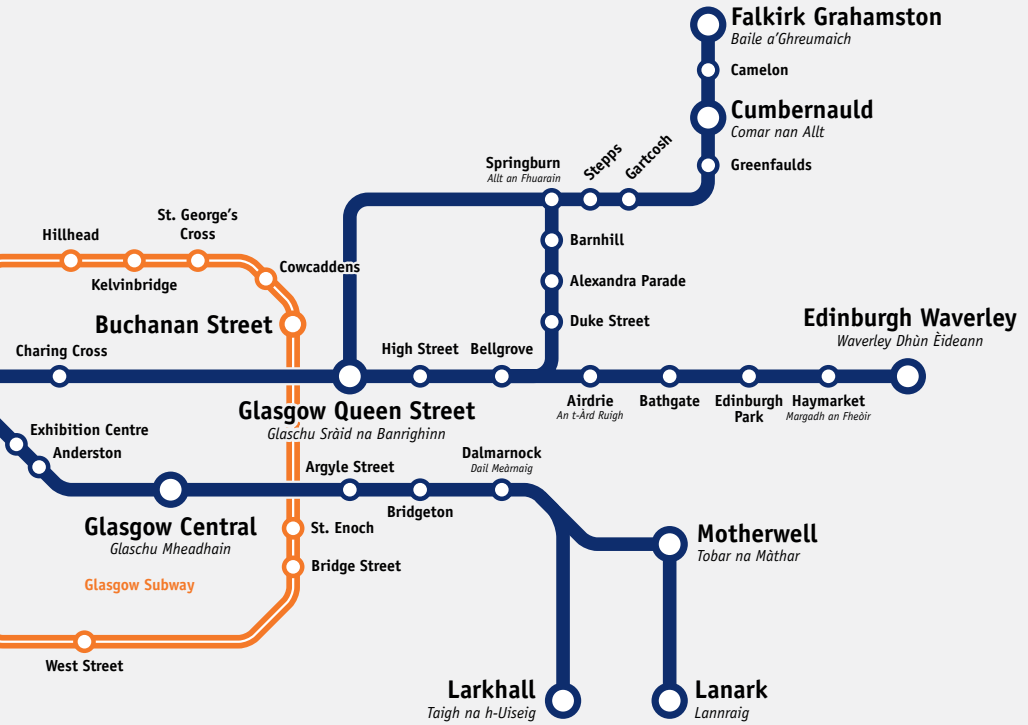 Falkirk Grahamston
Baile a'Ghreumaich
Camelon
Cumbernauld
Comar nan Allt
Greenfaulds
Springburn
Allt an Fhuarain
Stepps
Gartcosh
Barnhill
Alexandra Parade
Duke Street
Hillhead
Kelvinbridge
St. George's
Cross
Cowcaddens
Buchanan Street
Charing Cross
High Street
Bellgrove
Edinburgh Waverley
Waverley Dhùn Èideann
Glasgow Queen Street
Glaschu Sràid na Banrighinn
Airdrie
An t-Àrd Ruigh
Bathgate
Edinburgh
Park
Haymarket
Margadh an Fheòir
Exhibition Centre
Anderston
Glasgow Central
Glaschu Mheadhain
Argyle Street
Bridgeton
Dalmarnock
Dail Meàrnaig
St. Enoch
Bridge Street
Motherwell
Tobar na Màthar
Glasgow Subway
West Street
Larkhall
Taigh na h-Uiseig
Lanark
Lannraig